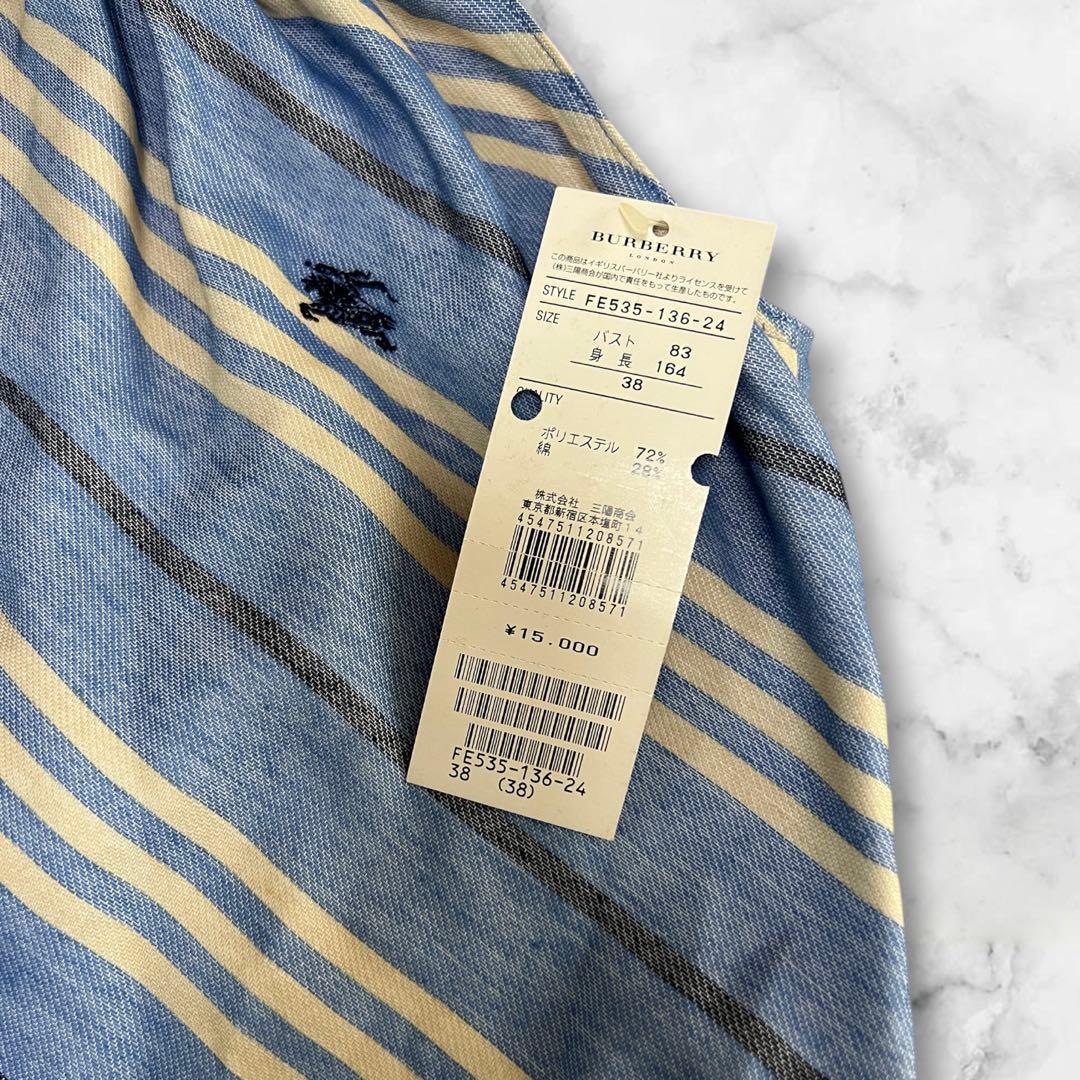 BURBERRY
LONDON
この商品はイギリスバーバリー社よりライセンスを受けて
(株)三陽商会が国内で責任をもって生産したものです。
STYLE FE535-136-24
SIZE
バスト 83
身長 164
38
LITY
ポリエステル 72%
綿 28%
株式会社 三陽商会
東京都新宿区本塩町14
4547511208571
4547511208571
¥15.000
FE535-136-24
38 (38)